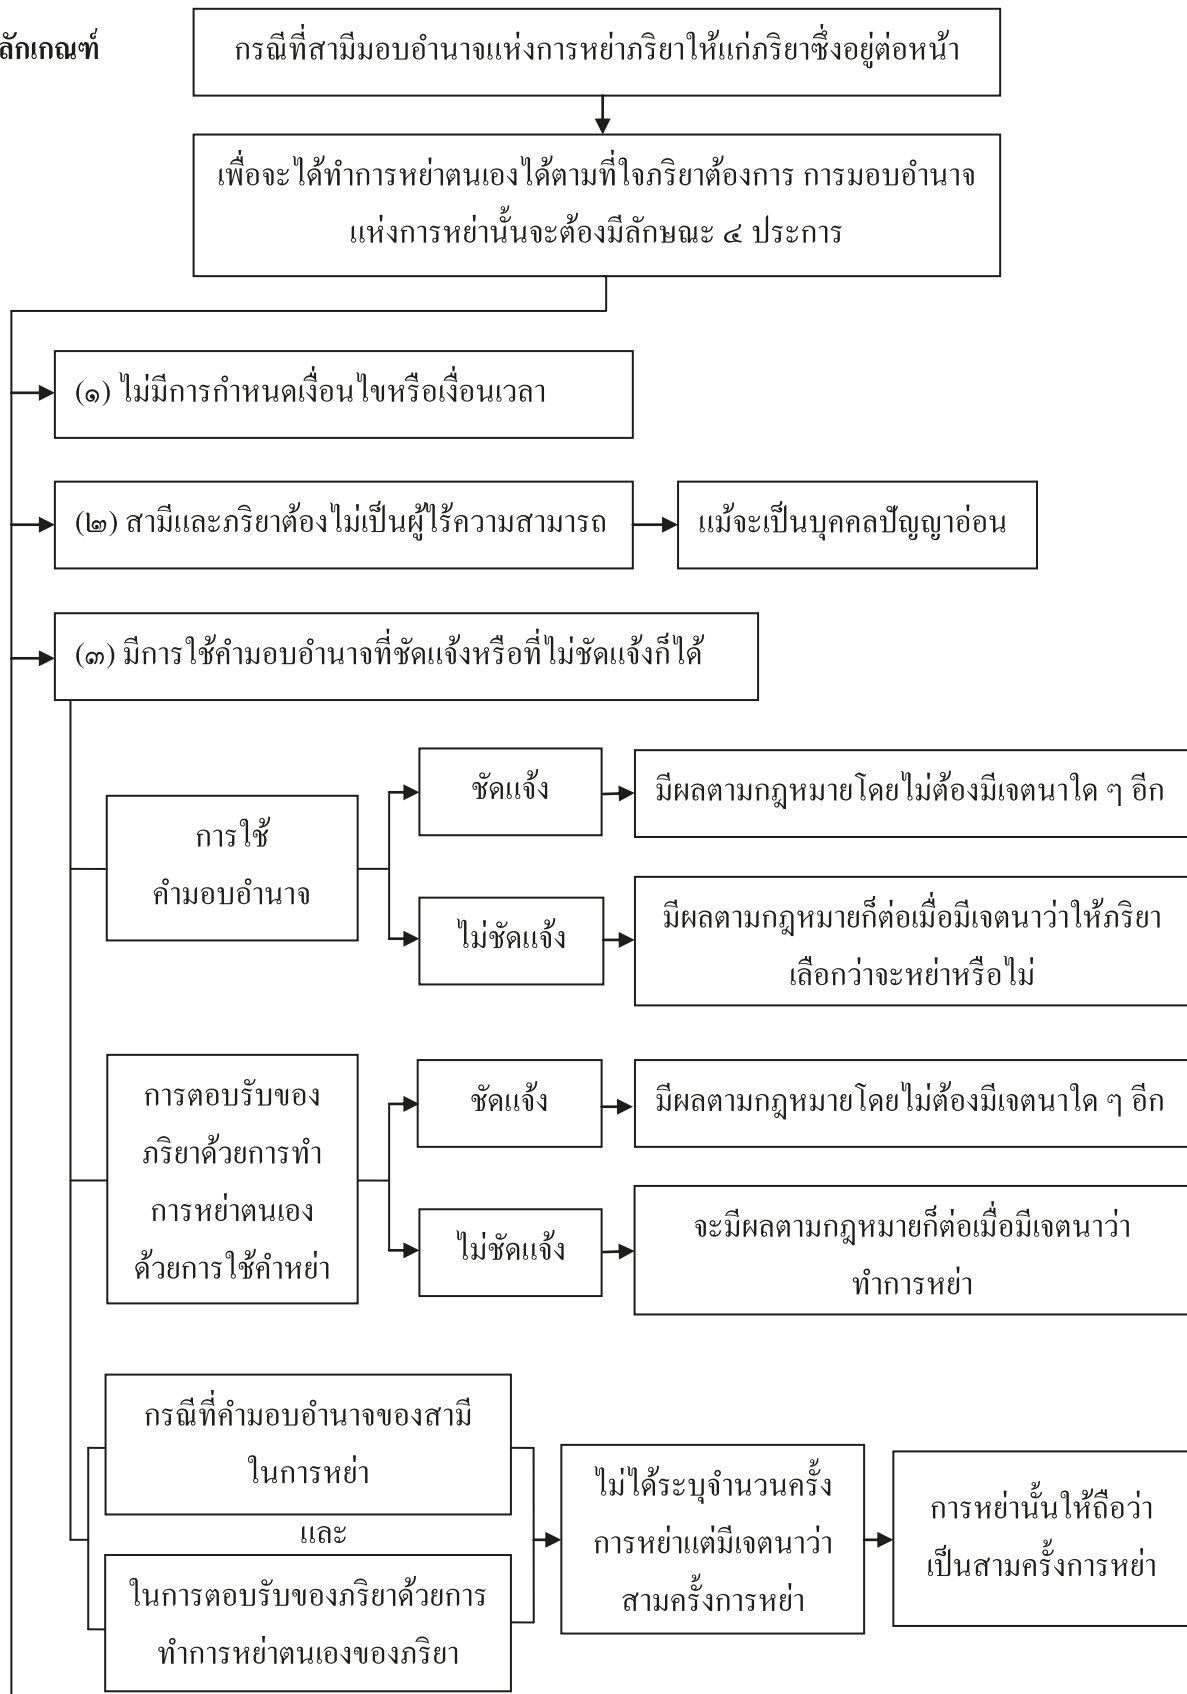 ลักเกณฑ์
กรณีที่สามีมอบอำนาจแห่งการหย่าภริยาให้แก่ภริยาซึ่งอยู่ต่อหน้า
เพื่อจะได้ทำการหย่าตนเองได้ตามที่ใจภริยาต้องการ การมอบอำนาจ
แห่งการหย่านั้นจะต้องมีลักษณะ ๔ ประการ
(๑) ไม่มีการกำหนดเงื่อนไขหรือเงื่อนเวลา
(๒) สามีและภริยาต้องไม่เป็นผู้ไร้ความสามารถ
แม้จะเป็นบุคคลปัญญาอ่อน
(๓) มีการใช้คำมอบอำนาจที่ชัดแจ้งหรือที่ไม่ชัดแจ้งก็ได้
การใช้
คำมอบอำนาจ
ชัดแจ้ง
มีผลตามกฎหมายโดยไม่ต้องมีเจตนาใด ๆ อีก
ไม่ชัดแจ้ง
มีผลตามกฎหมายก็ต่อเมื่อมีเจตนาว่าให้ภริยา
เลือกว่าจะหย่าหรือไม่
การตอบรับของ
ภริยาด้วยการทำ
การหย่าตนเอง
ด้วยการใช้คำหย่า
ชัดแจ้ง
มีผลตามกฎหมายโดยไม่ต้องมีเจตนาใด ๆ อีก
ไม่ชัดแจ้ง
จะมีผลตามกฎหมายก็ต่อเมื่อมีเจตนาว่า
ทำการหย่า
กรณีที่คำมอบอำนาจของสามี
ในการหย่า
และ
ในการตอบรับของภริยาด้วยการ
ทำการหย่าตนเองของภริยา
ไม่ได้ระบุจำนวนครั้ง
การหย่าแต่มีเจตนาว่า
สามครั้งการหย่า
การหย่านั้นให้ถือว่า
เป็นสามครั้งการหย่า